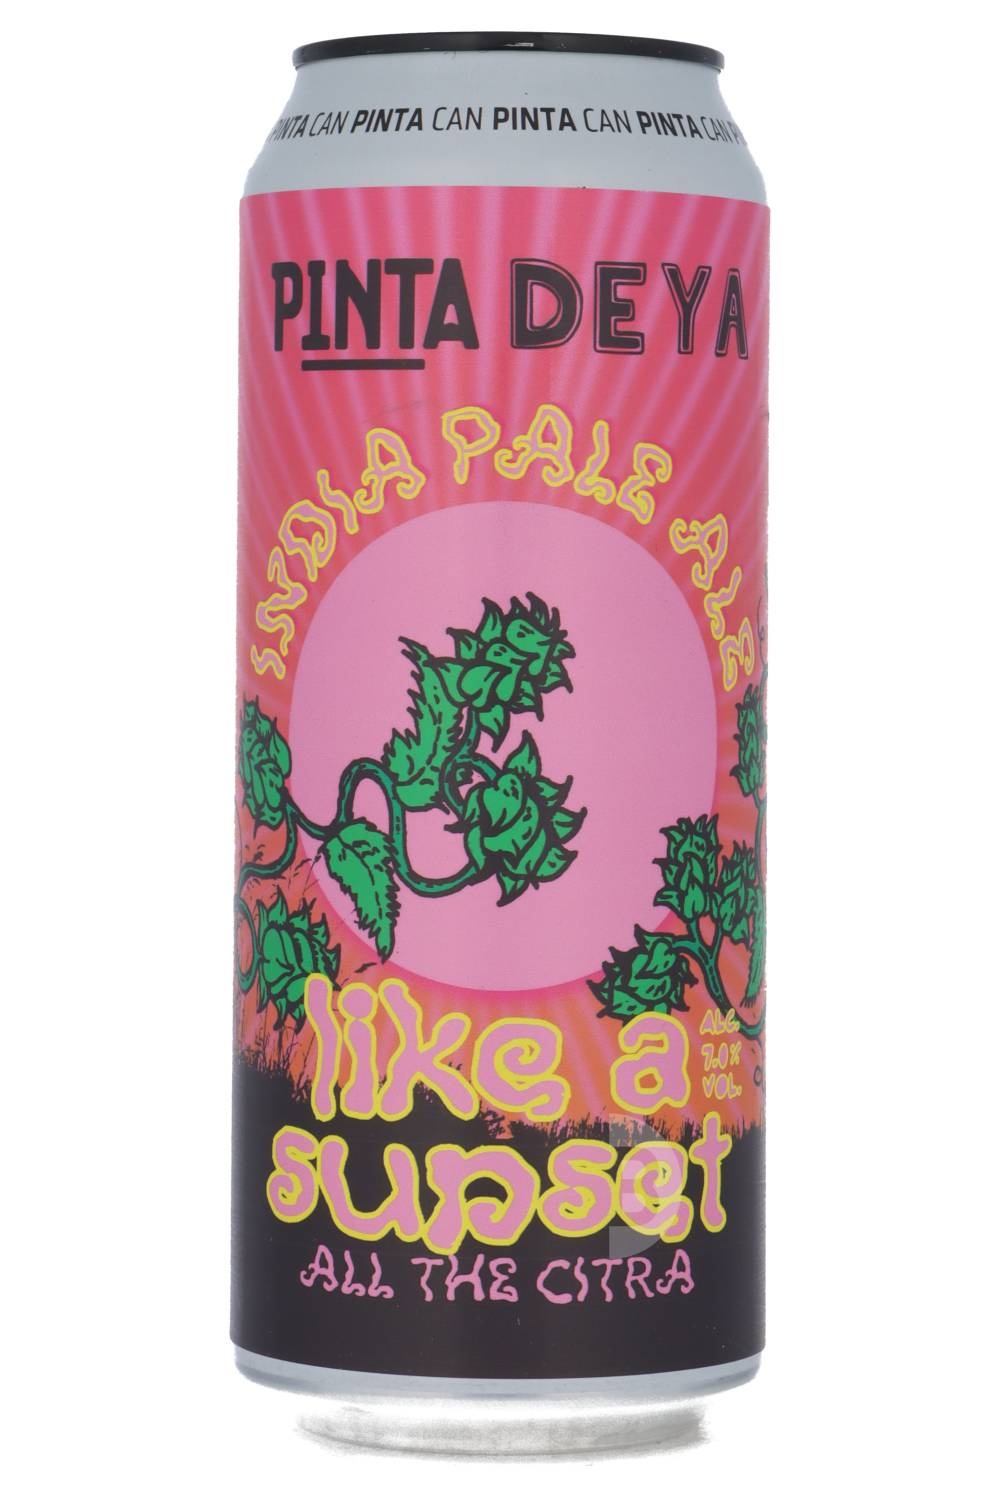 PINTA CAN PINTA CAN PINTA CAN PINTA CAN
PINTA DEYA
INDIA PALE ALE
like a
ALC.
7.0%
VOL.
sunset
ALL THE CITRA